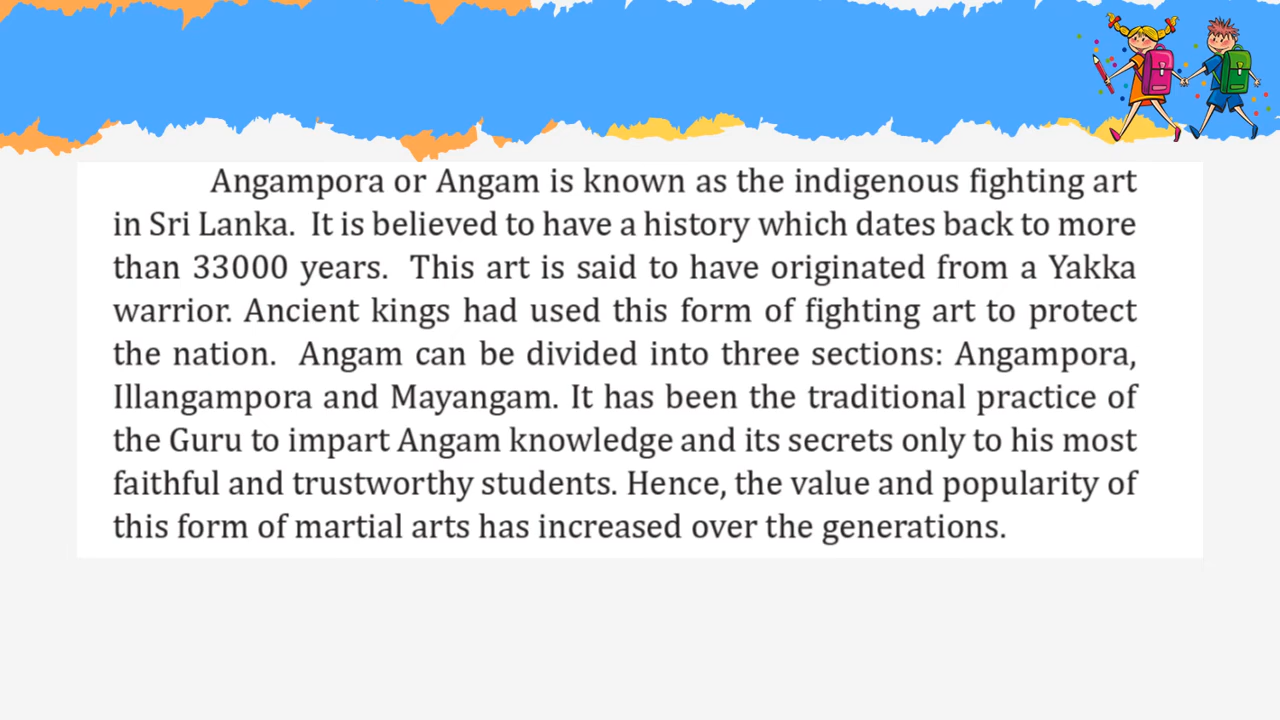 Angampora or Angam is known as the indigenous fighting art
in Sri Lanka.  It is believed to have a history which dates back to more
than 33000 years.  This art is said to have originated from a Yakka
warrior. Ancient kings had used this form of fighting art to protect
the nation.  Angam can be divided into three sections: Angampora,
Illangampora and Mayangam. It has been the traditional practice of
the Guru to impart Angam knowledge and its secrets only to his most
faithful and trustworthy students. Hence, the value and popularity of
this form of martial arts has increased over the generations.